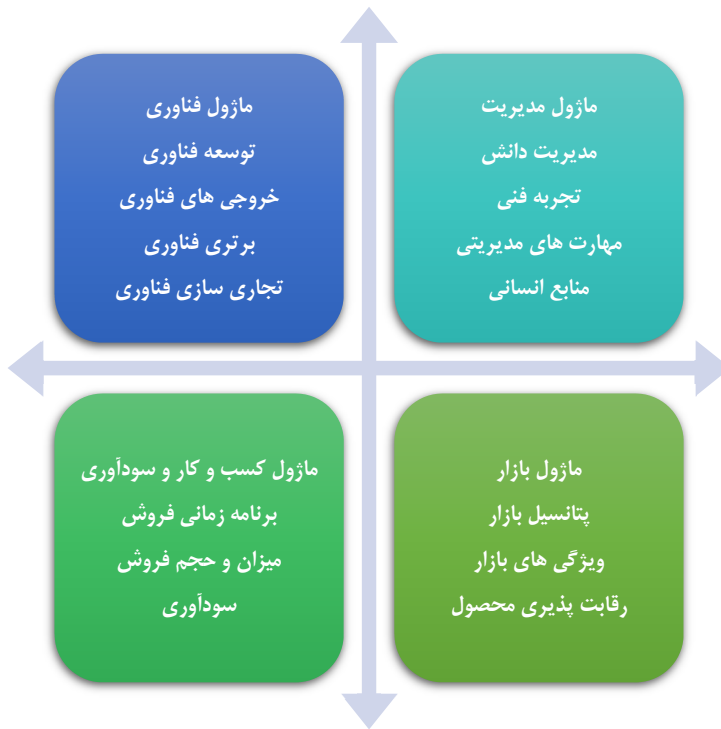 ماژول مدیریت
مدیریت دانش
تجربه فنی
مهارت های مدیریتی
منابع انسانی
ماژول فناوری
توسعه فناوری
خروجی های فناوری
برتری فناوری
تجاری سازی فناوری
ماژول بازار
پتانسیل بازار
ویژگی های بازار
رقابت پذیری محصول
ماژول کسب و کار و سودآوری
برنامه زمانی فروش
میزان و حجم فروش
سودآوری